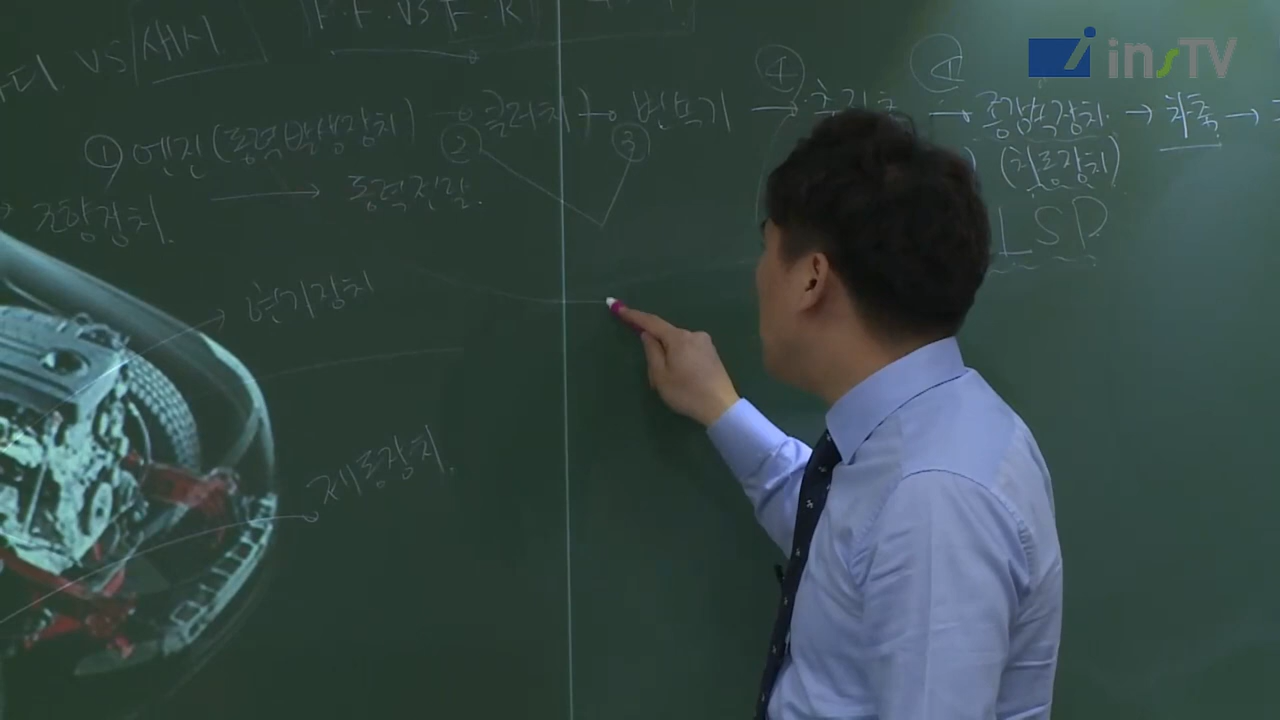 디 vs 섀시
F.F. vs F.R
insTV
① 엔진(동력발생장치) → ② 클러치) → ③ 변속기 → ④ 추진축 → ④ 종감속장치 → 차축 →
→ 동력전달. (차동장치)
조향장치. LSD
현가장치
제동장치.